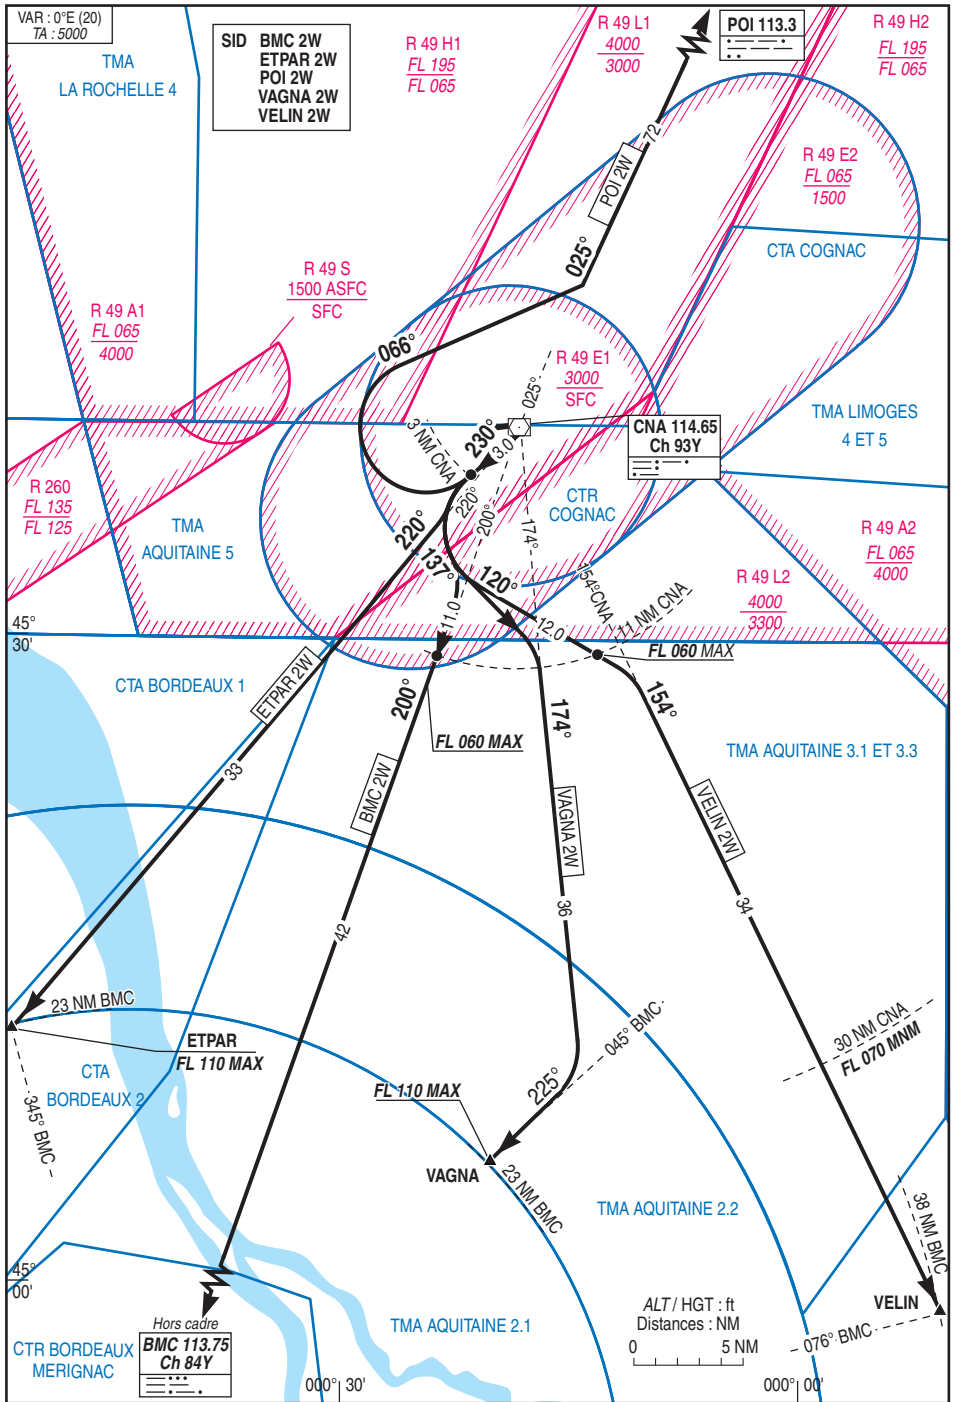 VAR : 0°E (20)
TA : 5000
SID BMC 2W
ETPAR 2W
POI 2W
VAGNA 2W
VELIN 2W
POI 113.3
TMA
LA ROCHELLE 4
R 49 H1
FL 195
FL 065
R 49 L1
4000
3000
R 49 H2
FL 195
FL 065
72
POI 2W
R 49 E2
FL 065
1500
025°
CTA COGNAC
R 49 S
1500 ASFC
SFC
R 49 A1
FL 065
4000
066°
R 49 E1
3000
SFC
025°
TMA LIMOGES
4 ET 5
CNA 114.65
Ch 93Y
230°
3.0
3 NM CNA
R 260
FL 135
FL 125
TMA
AQUITAINE 5
220°
220°
200°
174°
CTR
COGNAC
R 49 A2
FL 065
4000
137°
120°
154°CNA
R 49 L2
4000
3300
11.0
12.0
11 NM CNA
45°
30'
FL 060 MAX
CTA BORDEAUX 1
ETPAR 2W
200°
174°
154°
FL 060 MAX
TMA AQUITAINE 3.1 ET 3.3
33
BMC 2W
VAGNA 2W
VELIN 2W
42
36
34
23 NM BMC
045° BMC
30 NM CNA
FL 070 MNM
ETPAR
FL 110 MAX
CTA
BORDEAUX 2
345° BMC
FL 110 MAX
225°
VAGNA
23 NM BMC
TMA AQUITAINE 2.2
38 NM BMC
45°
00'
VELIN
ALT / HGT : ft
Distances : NM
0 5 NM
076° BMC
Hors cadre
BMC 113.75
Ch 84Y
CTR BORDEAUX
MERIGNAC
TMA AQUITAINE 2.1
000° 30'
000° 00'